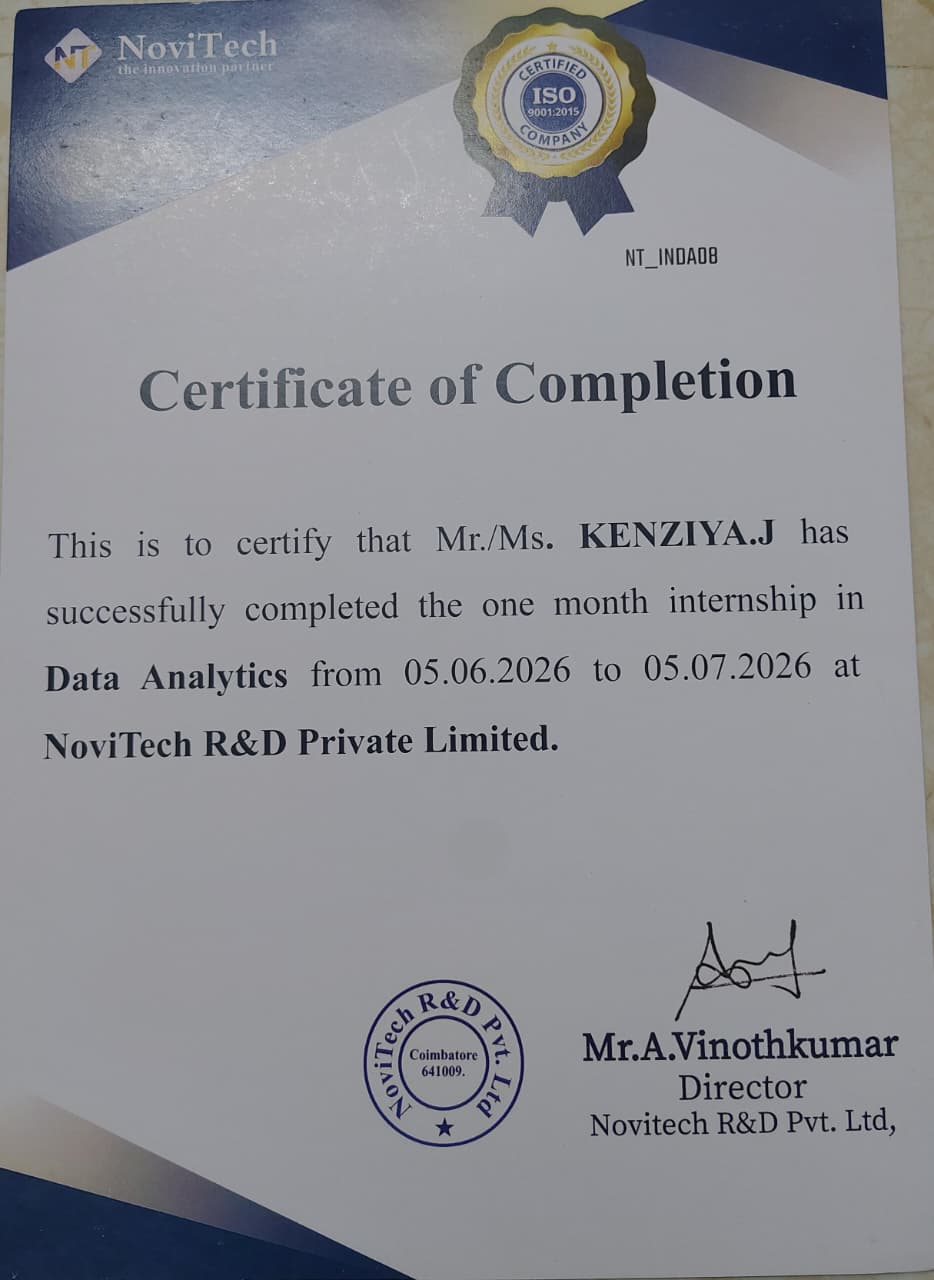 NT
NoviTech
the innovation partner
CERTIFIED
ISO
9001:2015
COMPANY
NT_INDA08
Certificate of Completion
This is to certify that Mr./Ms. KENZIYA.J has
successfully completed the one month internship in
Data Analytics from 05.06.2026 to 05.07.2026 at
NoviTech R&D Private Limited.
NoviTech R&D Pvt. Ltd
Coimbatore
641009.
Mr.A.Vinothkumar
Director
Novitech R&D Pvt. Ltd,